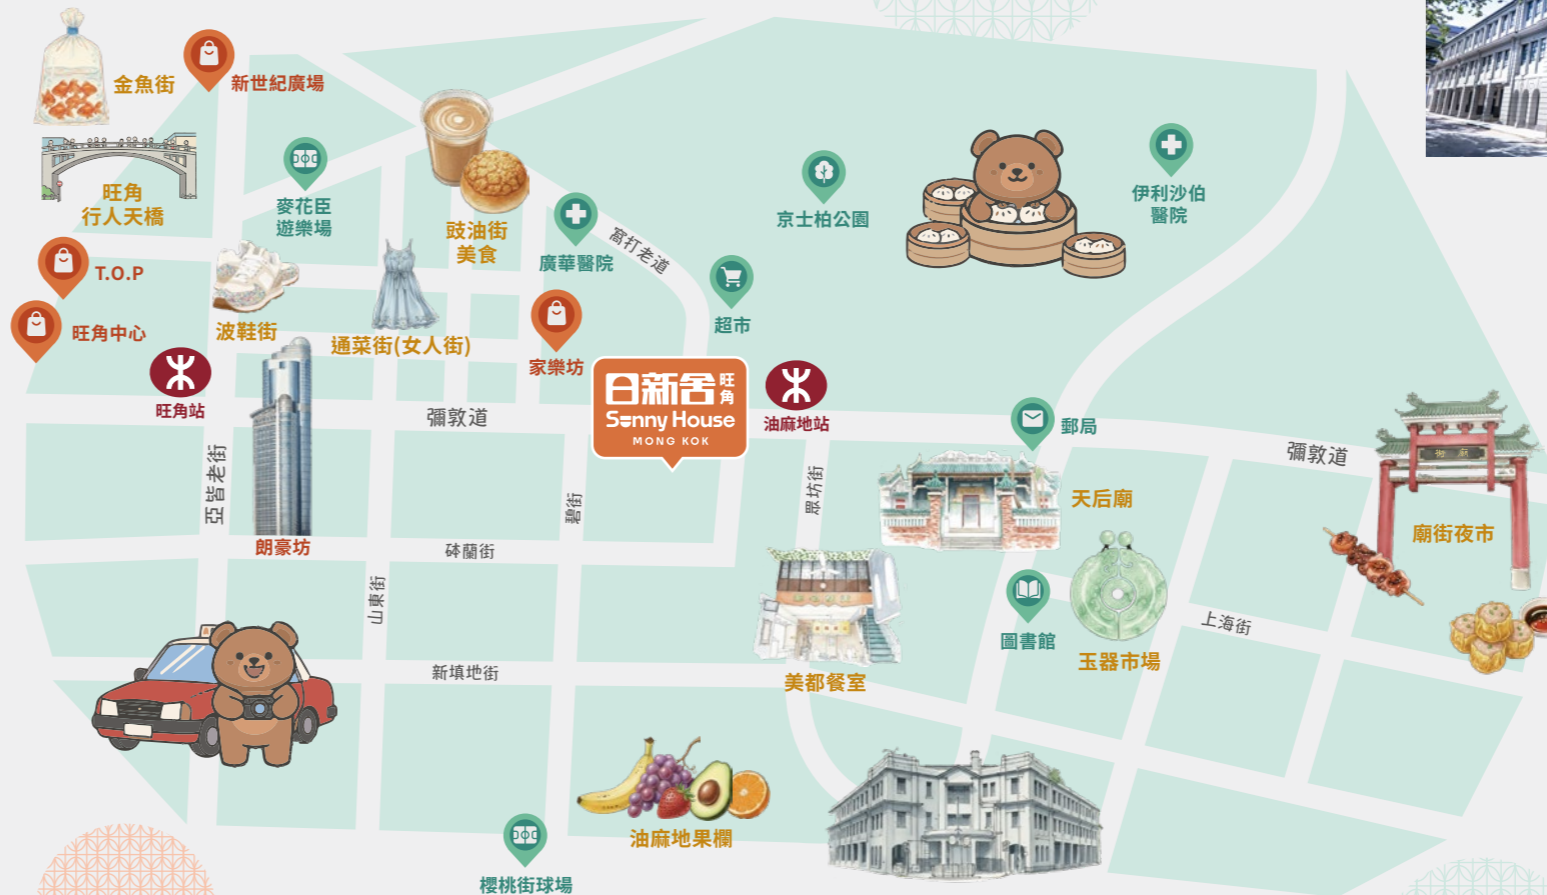 金魚街
新世紀廣場
旺角
行人天橋
麥花臣
遊樂場
豉油街
美食
廣華醫院
窩打老道
京士柏公園
伊利沙伯
醫院
T.O.P
旺角中心
波鞋街
通菜街(女人街)
家樂坊
超市
旺角站
彌敦道
日新舍
旺角
Sunny House
MONG KOK
油麻地站
郵局
彌敦道
亞皆老街
朗豪坊
碧街
眾坊街
天后廟
廟街夜市
砵蘭街
山東街
圖書館
玉器市場
上海街
新填地街
美都餐室
油麻地果欄
櫻桃街球場